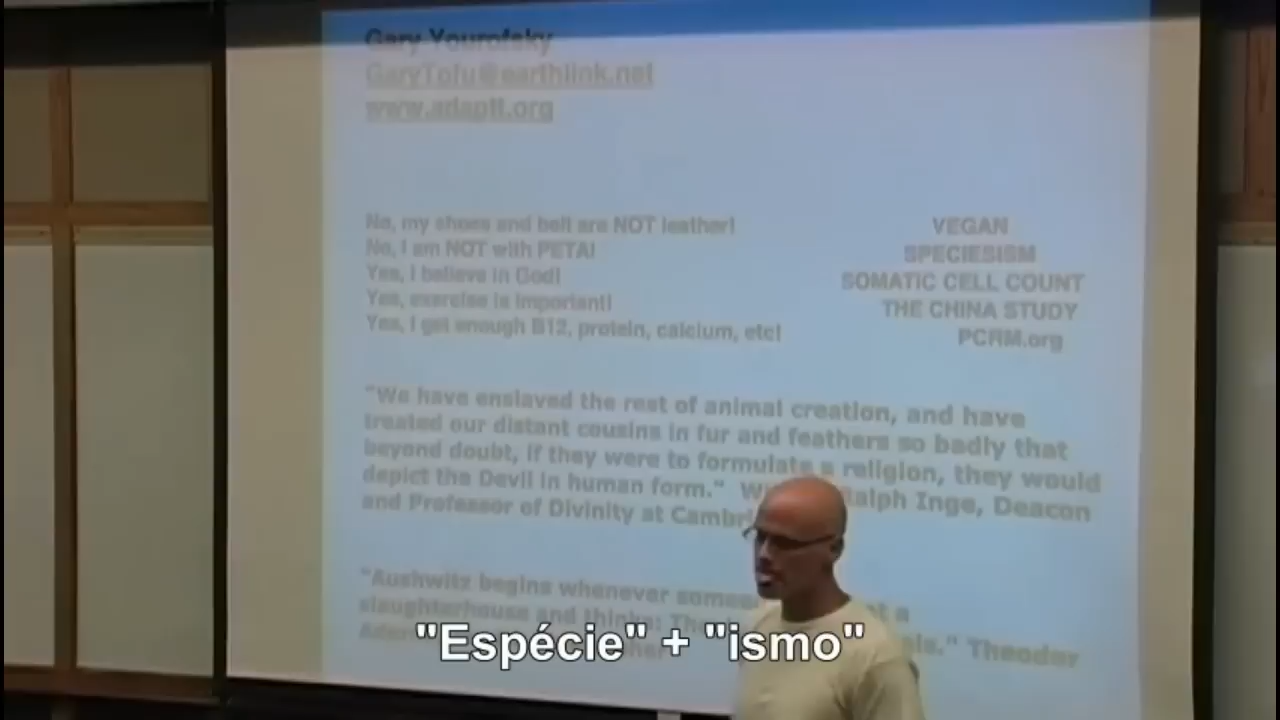 Gary Yourofsky
GaryTofu@earthlink.net
www.adaptt.org
No, my shoes and belt are NOT leather!
No, I am NOT with PETA!
Yes, I believe in God!
Yes, exercise is important!
Yes, I get enough B12, protein, calcium, etc!
VEGAN
SPECIESISM
SOMATIC CELL COUNT
THE CHINA STUDY
PCRM.org
"We have enslaved the rest of animal creation, and have
treated our distant cousins in fur and feathers so badly that
beyond doubt, if they were to formulate a religion, they would
depict the Devil in human form." Ralph Inge, Deacon
and Professor of Divinity at
"Aushwitz begins whenever a
slaughterhouse and thinks: Theodor
"Espécie" + "ismo"